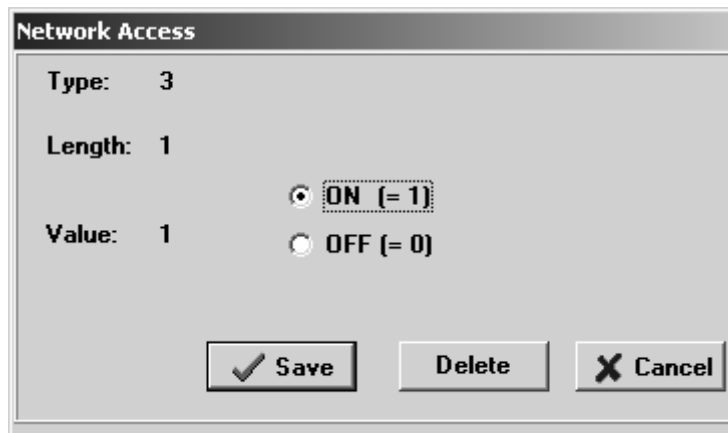 Network Access
Type: 3
Length: 1
ON (= 1)
Value: 1
OFF (= 0)
Save Delete Cancel